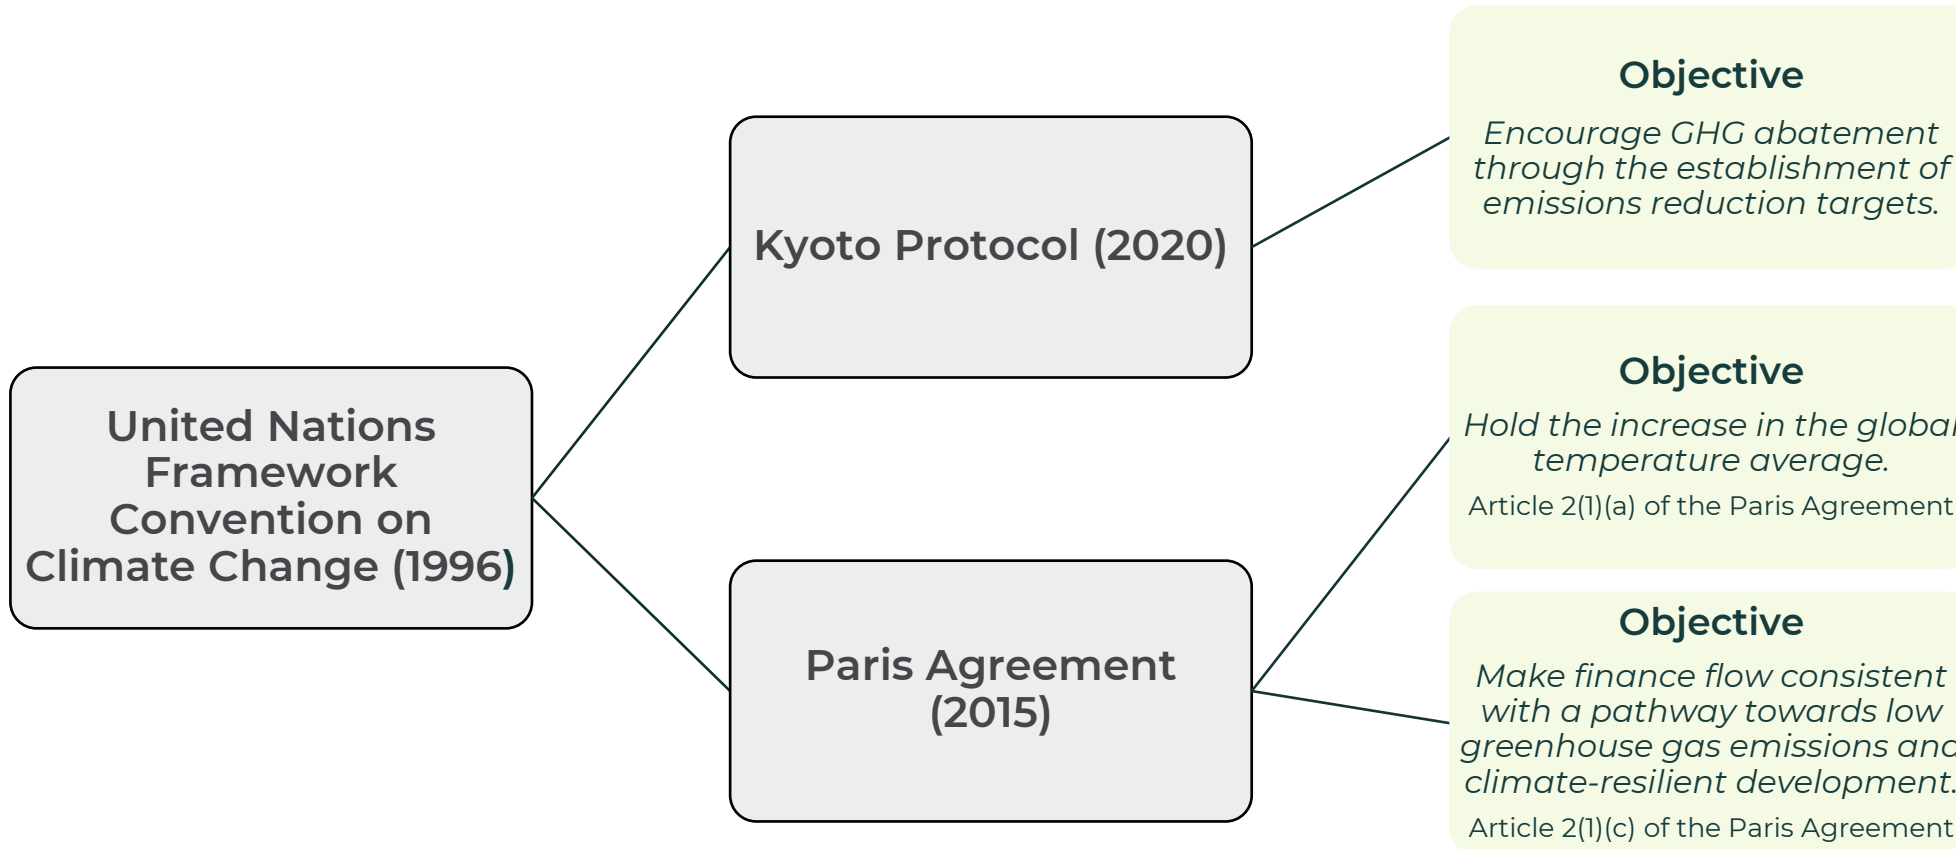 United Nations
Framework
Convention on
Climate Change (1996)
Kyoto Protocol (2020)
Paris Agreement
(2015)
Objective
Encourage GHG abatement
through the establishment of
emissions reduction targets.
Objective
Hold the increase in the global
temperature average.
Article 2(1)(a) of the Paris Agreement
Objective
Make finance flow consistent
with a pathway towards low
greenhouse gas emissions and
climate-resilient development.
Article 2(1)(c) of the Paris Agreement